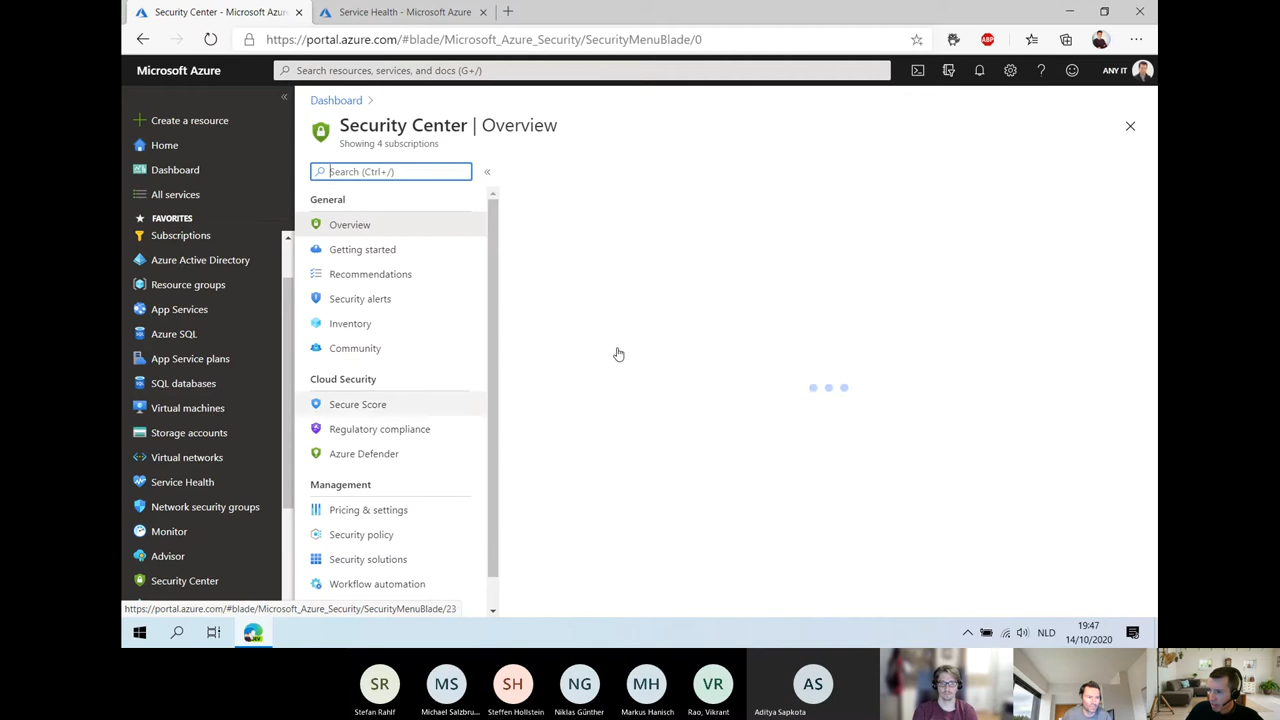 Security Center - Microsoft Azur
Service Health - Microsoft Azure
https://portal.azure.com/#blade/Microsoft_Azure_Security/SecurityMenuBlade/0
ABP
Microsoft Azure
Search resources, services, and docs (G+/)
ANY IT
«
Create a resource
Home
Dashboard
All services
FAVORITES
Subscriptions
Azure Active Directory
Resource groups
App Services
Azure SQL
App Service plans
SQL databases
Virtual machines
Storage accounts
Virtual networks
Service Health
Network security groups
Monitor
Advisor
Security Center
Dashboard
Security Center | Overview
Showing 4 subscriptions
Search (Ctrl+/)
«
General
Overview
Getting started
Recommendations
Security alerts
Inventory
Community
Cloud Security
Secure Score
Regulatory compliance
Azure Defender
Management
Pricing & settings
Security policy
Security solutions
Workflow automation
https://portal.azure.com/#blade/Microsoft_Azure_Security/SecurityMenuBlade/23
NLD
19:47
14/10/2020
SR
Stefan Rahlf
MS
Michael Salzbru...
SH
Steffen Hollstein
NG
Niklas Günther
MH
Markus Hanisch
VR
Rao, Vikrant
AS
Aditya Sapkota